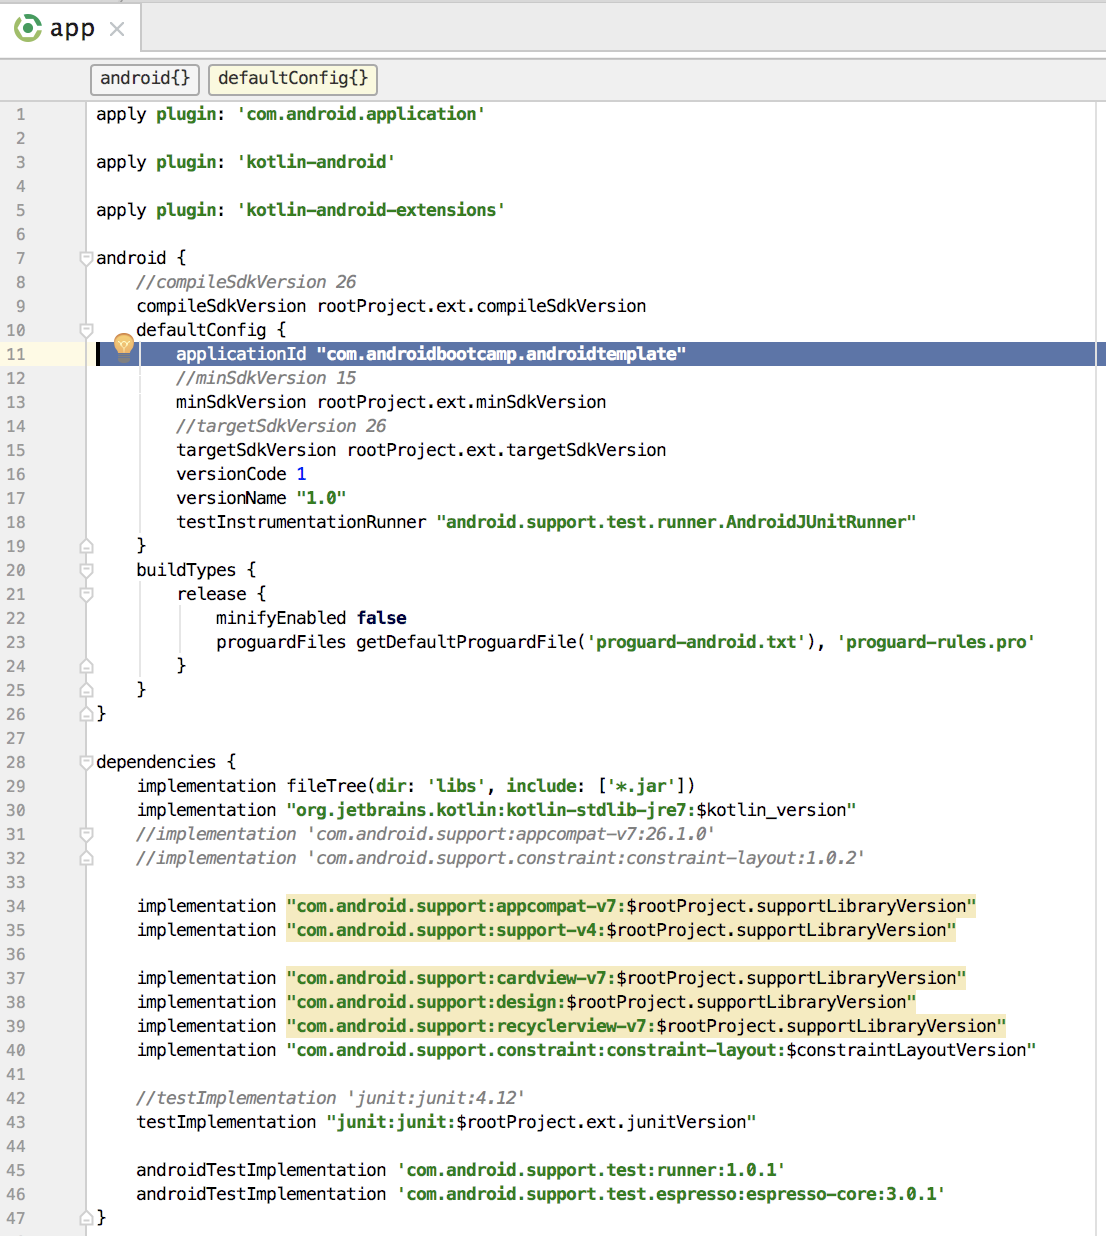 app
android{} defaultConfig{}
1 apply plugin: 'com.android.application'
2
3 apply plugin: 'kotlin-android'
4
5 apply plugin: 'kotlin-android-extensions'
6
7 android {
8 //compileSdkVersion 26
9 compileSdkVersion rootProject.ext.compileSdkVersion
10 defaultConfig {
11 applicationId "com.androidbootcamp.androidtemplate"
12 //minSdkVersion 15
13 minSdkVersion rootProject.ext.minSdkVersion
14 //targetSdkVersion 26
15 targetSdkVersion rootProject.ext.targetSdkVersion
16 versionCode 1
17 versionName "1.0"
18 testInstrumentationRunner "android.support.test.runner.AndroidJUnitRunner"
19 }
20 buildTypes {
21 release {
22 minifyEnabled false
23 proguardFiles getDefaultProguardFile('proguard-android.txt'), 'proguard-rules.pro'
24 }
25 }
26 }
27
28 dependencies {
29 implementation fileTree(dir: 'libs', include: ['*.jar'])
30 implementation "org.jetbrains.kotlin:kotlin-stdlib-jre7:$kotlin_version"
31 //implementation 'com.android.support:appcompat-v7:26.1.0'
32 //implementation 'com.android.support.constraint:constraint-layout:1.0.2'
33
34 implementation "com.android.support:appcompat-v7:$rootProject.supportLibraryVersion"
35 implementation "com.android.support:support-v4:$rootProject.supportLibraryVersion"
36
37 implementation "com.android.support:cardview-v7:$rootProject.supportLibraryVersion"
38 implementation "com.android.support:design:$rootProject.supportLibraryVersion"
39 implementation "com.android.support:recyclerview-v7:$rootProject.supportLibraryVersion"
40 implementation "com.android.support.constraint:constraint-layout:$constraintLayoutVersion"
41
42 //testImplementation 'junit:junit:4.12'
43 testImplementation "junit:junit:$rootProject.ext.junitVersion"
44
45 androidTestImplementation 'com.android.support.test:runner:1.0.1'
46 androidTestImplementation 'com.android.support.test.espresso:espresso-core:3.0.1'
47 }